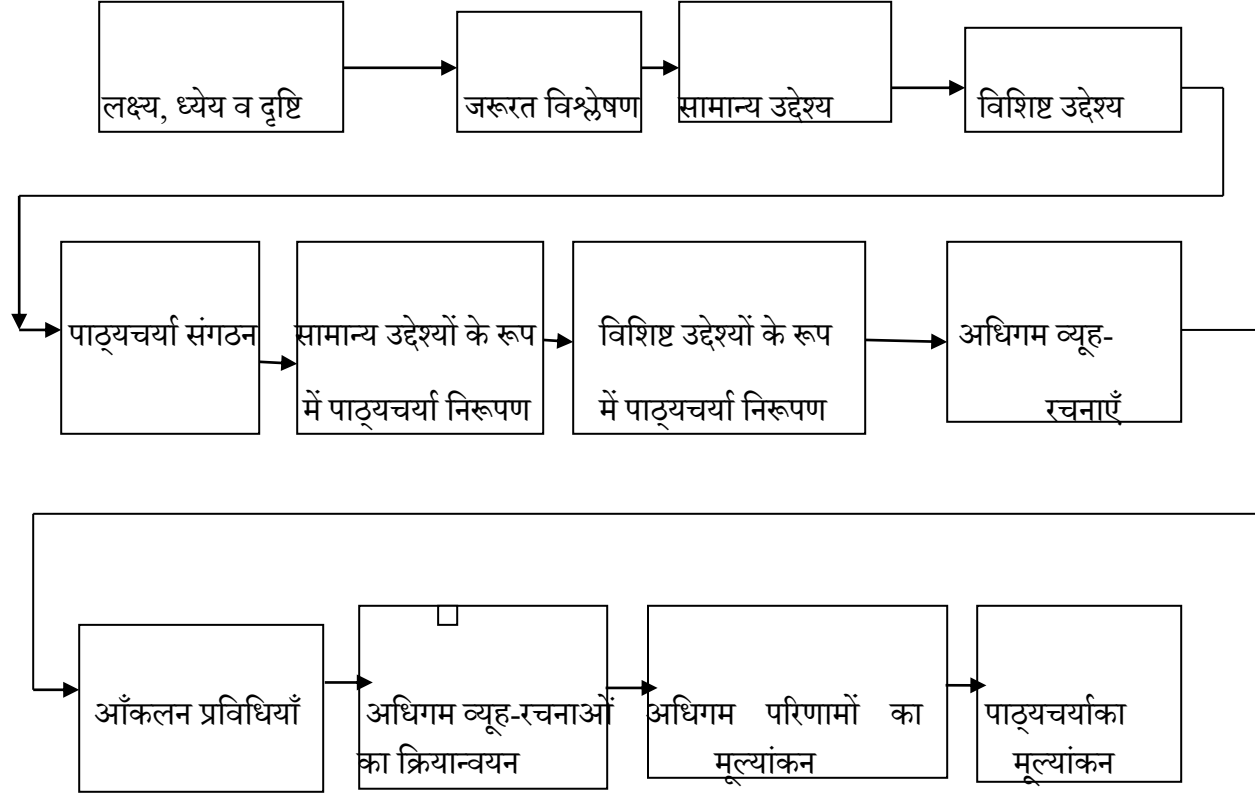 लक्ष्य, ध्येय व दृष्टि
जरूरत विश्लेषण
सामान्य उद्देश्य
विशिष्ट उद्देश्य
पाठ्यचर्या संगठन
सामान्य उद्देश्यों के रूप
में पाठ्यचर्या निरूपण
विशिष्ट उद्देश्यों के रूप
में पाठ्यचर्या निरूपण
अधिगम व्यूह-
रचनाएँ
आँकलन प्रविधियाँ
अधिगम व्यूह-रचनाओं
का क्रियान्वयन
अधिगम परिणामों का
मूल्यांकन
पाठ्यचर्याका
मूल्यांकन